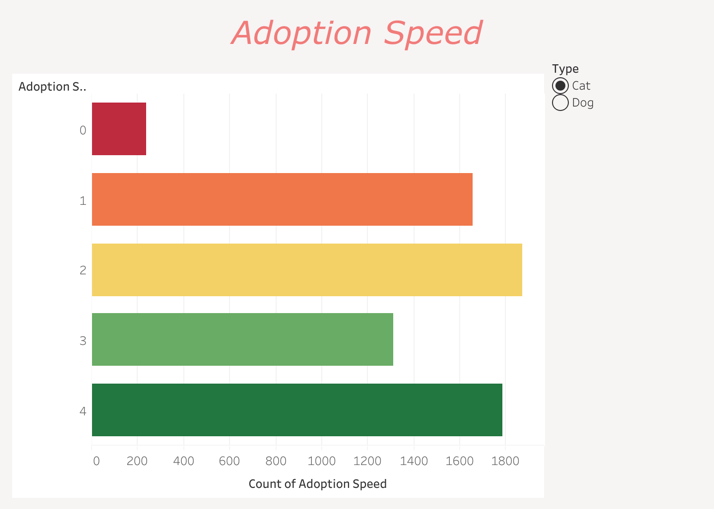 Adoption Speed
Type
Cat
Dog
Adoption S..
0
1
2
3
4
0 200 400 600 800 1000 1200 1400 1600 1800
Count of Adoption Speed